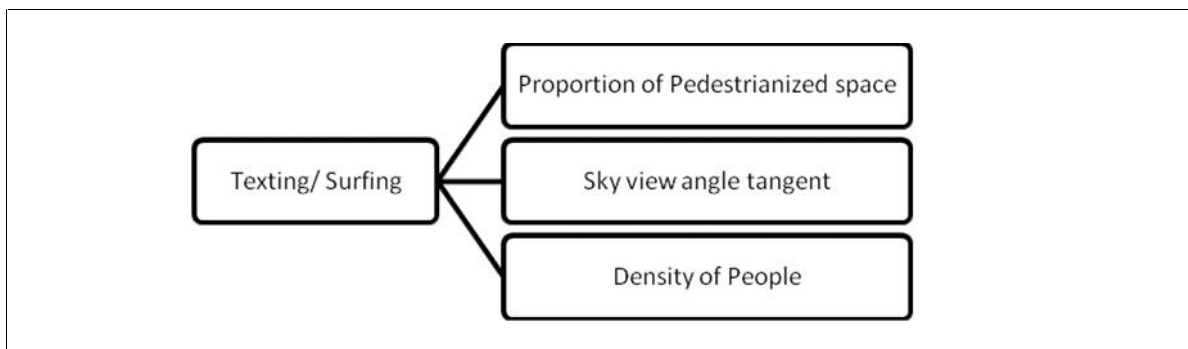 Proportion of Pedestrianized space
Texting/ Surfing
Sky view angle tangent
Density of People